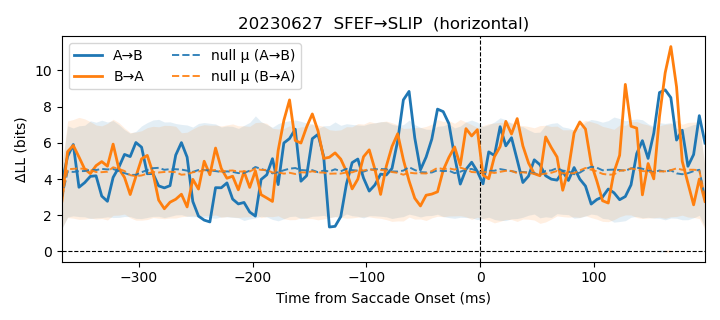 20230627  SFEF→SLIP  (horizontal)
A→B
B→A
null μ (A→B)
null μ (B→A)
ΔLL (bits)
10
8
6
4
2
0
−300
−200
−100
0
100
Time from Saccade Onset (ms)